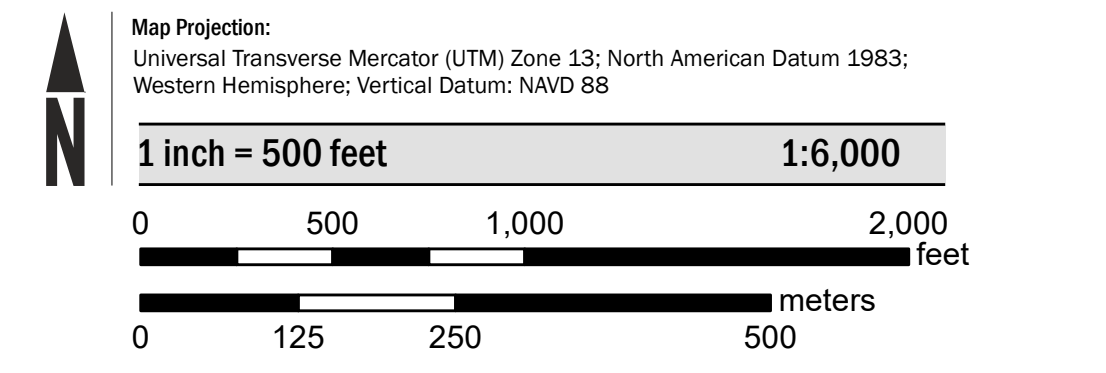 N
Map Projection:
Universal Transverse Mercator (UTM) Zone 13; North American Datum 1983;
Western Hemisphere; Vertical Datum: NAVD 88
1 inch = 500 feet 1:6,000
0 500 1,000 2,000
feet
meters
0 125 250 500